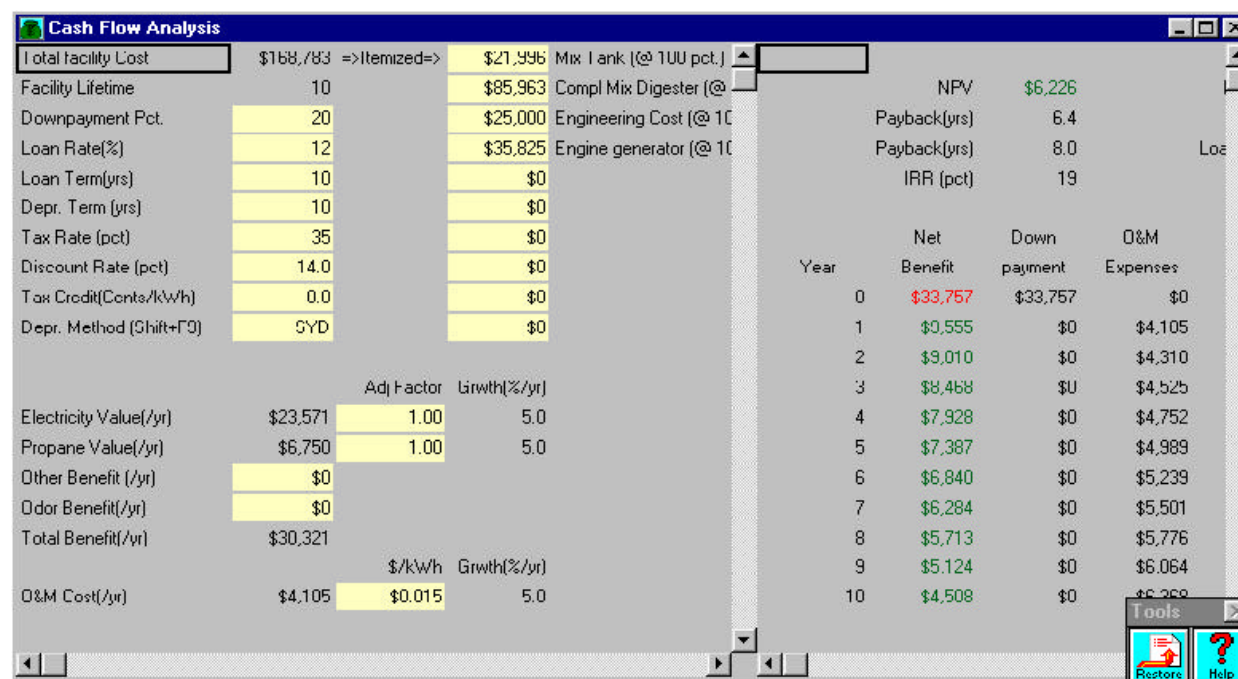 Cash Flow Analysis
Total facility Cost $168,783 =>Itemized=> $21,996 Mix Tank (@ 100 pct.)
Facility Lifetime 10 $85,963 Compl Mix Digester (@ NPV $6,226
Downpayment Pct. 20 $25,000 Engineering Cost (@ 10 Payback(yrs) 6.4
Loan Rate(%) 12 $35,825 Engine generator (@ 10 Payback(yrs) 8.0 Loa
Loan Term(yrs) 10 $0 IRR (pct) 19
Depr. Term (yrs) 10 $0
Tax Rate (pct) 35 $0 Net Down O&M
Discount Rate (pct) 14.0 $0 Year Benefit payment Expenses
Tax Credit(Cents/kWh) 0.0 $0 0 $33,757 $33,757 $0
Depr. Method (Shift+F9) SYD $0 1 $9,555 $0 $4,105
2 $9,010 $0 $4,310
Adj Factor Grwth(%/yr) 3 $8,468 $0 $4,525
Electricity Value(/yr) $23,571 1.00 5.0 4 $7,928 $0 $4,752
Propane Value(/yr) $6,750 1.00 5.0 5 $7,387 $0 $4,989
Other Benefit (/yr) $0 6 $6,840 $0 $5,239
Odor Benefit(/yr) $0 7 $6,284 $0 $5,501
Total Benefit(/yr) $30,321 8 $5,713 $0 $5,776
$/kWh Grwth(%/yr) 9 $5.124 $0 $6.064
O&M Cost(/yr) $4,105 $0.015 5.0 10 $4,508 $0
Tools
Restore Help